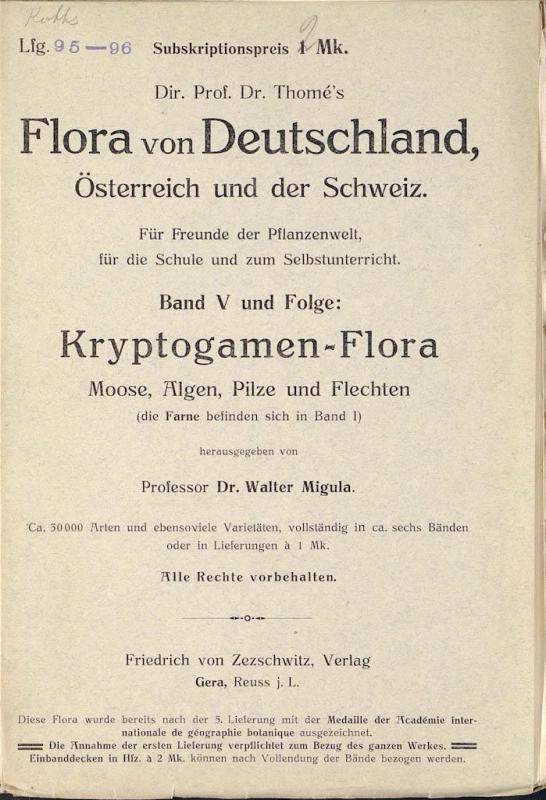 Lfg. 95—96 Subskriptionspreis 2 Mk.
Dir. Prof. Dr. Thomé's
Flora von Deutschland,
Österreich und der Schweiz.
Für Freunde der Pflanzenwelt,
für die Schule und zum Selbstunterricht.
Band V und Folge:
Kryptogamen-Flora
Moose, Algen, Pilze und Flechten
(die Farne befinden sich in Band I)
herausgegeben von
Professor Dr. Walter Migula.
Ca. 30000 Arten und ebensoviele Varietäten, vollständig in ca. sechs Bänden
oder in Lieferungen à 1 Mk.
Alle Rechte vorbehalten.
Friedrich von Zezschwitz, Verlag
Gera, Reuss j. L.
Diese Flora wurde bereits nach der 5. Lieferung mit der Medaille der Académie inter-
nationale de géographie botanique ausgezeichnet.
Die Annahme der ersten Lieferung verpflichtet zum Bezug des ganzen Werkes.
Einbanddecken in Hfz. à 2 Mk. können nach Vollendung der Bände bezogen werden.